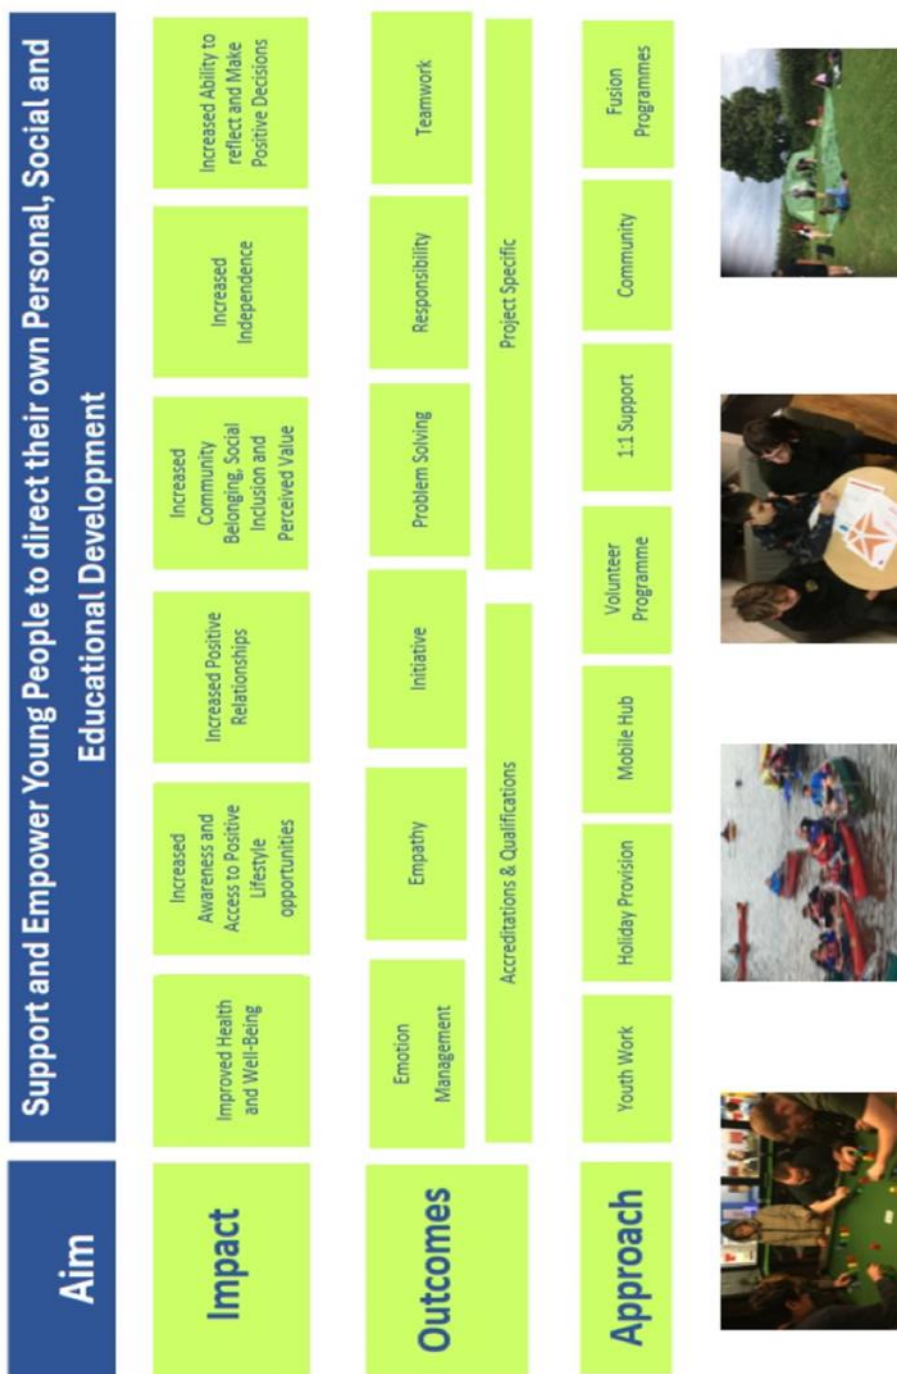 Aim
Support and Empower Young People to direct their own Personal, Social and
Educational Development
Impact
Improved Health
and Well-Being
Increased
Awareness and
Access to Positive
Lifestyle
opportunities
Increased Positive
Relationships
Increased
Community
Belonging, Social
Inclusion and
Perceived Value
Increased
Independence
Increased Ability to
reflect and Make
Positive Decisions
Outcomes
Emotion
Management
Empathy
Initiative
Problem Solving
Responsibility
Teamwork
Accreditations & Qualifications
Project Specific
Approach
Youth Work
Holiday Provision
Mobile Hub
Volunteer
Programme
1:1 Support
Community
Fusion
Programmes